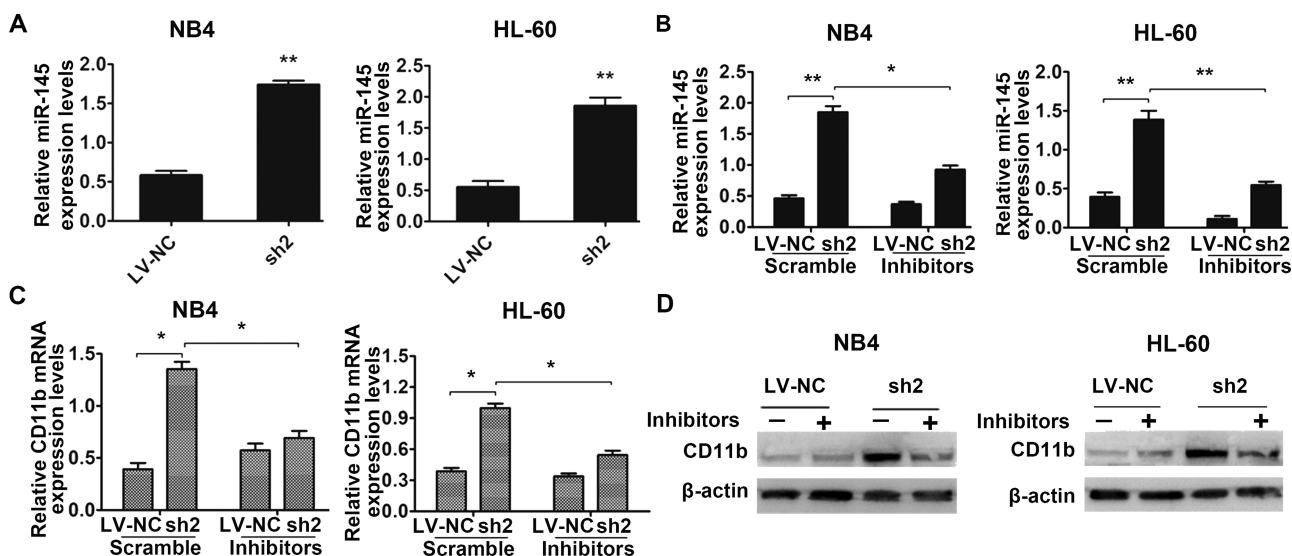 A
NB4
Relative miR-145
expression levels
2.0
1.5
1.0
0.5
0.0
**
LV-NC
sh2
HL-60
Relative miR-145
expression levels
2.5
2.0
1.5
1.0
0.5
0.0
**
LV-NC
sh2
B
NB4
Relative miR-145
expression levels
2.5
2.0
1.5
1.0
0.5
0.0
**
*
LV-NC sh2 LV-NC sh2
Scramble Inhibitors
HL-60
Relative miR-145
expression levels
2.0
1.5
1.0
0.5
0.0
**
**
LV-NC sh2 LV-NC sh2
Scramble Inhibitors
C
NB4
Relative CD11b mRNA
expression levels
1.5
1.0
0.5
0.0
*
*
LV-NC sh2 LV-NC sh2
Scramble Inhibitors
HL-60
Relative CD11b mRNA
expression levels
1.5
1.2
0.9
0.6
0.3
0.0
*
*
LV-NC sh2 LV-NC sh2
Scramble Inhibitors
D
NB4
LV-NC sh2
Inhibitors − + − +
CD11b
β-actin
HL-60
LV-NC sh2
Inhibitors − + − +
CD11b
β-actin